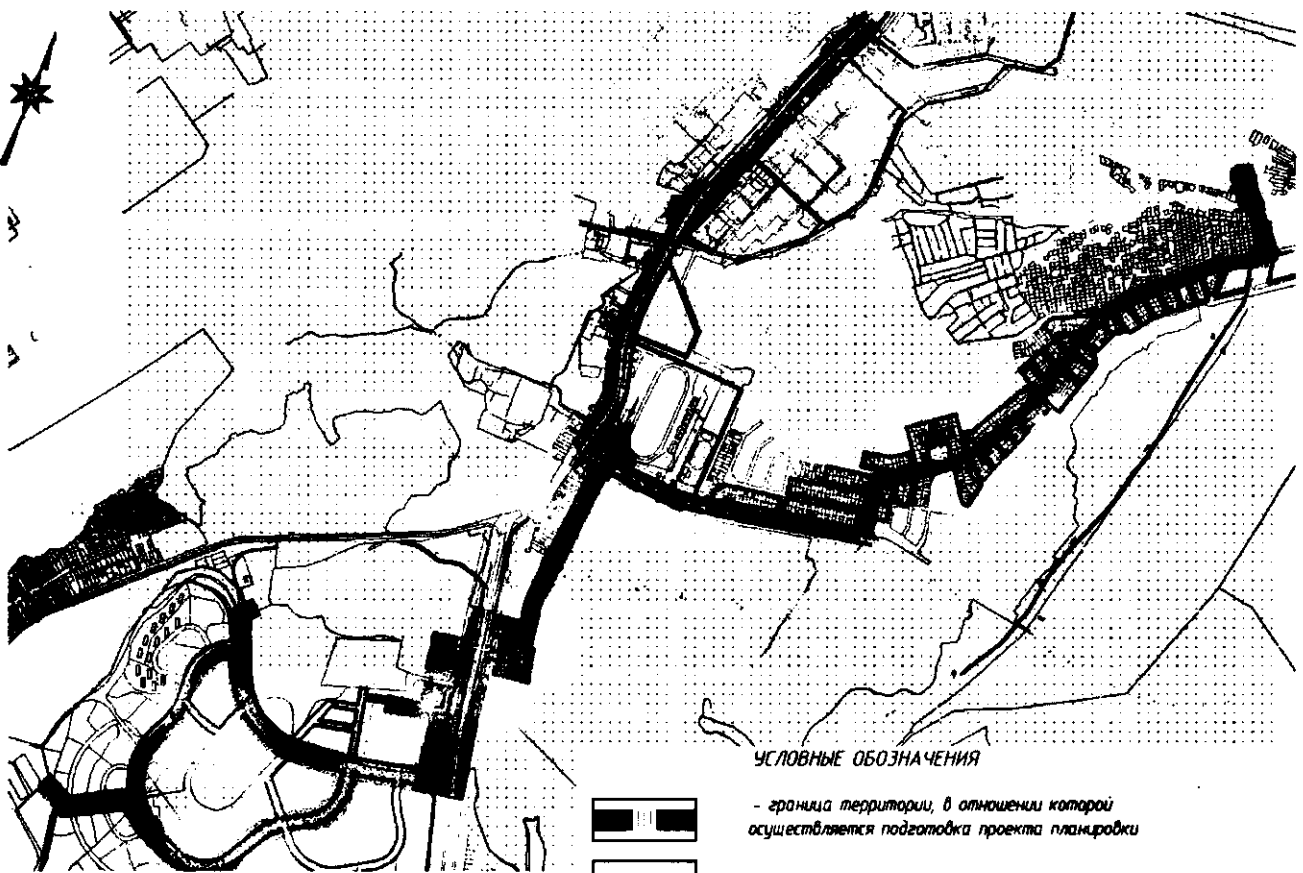 УСЛОВНЫЕ ОБОЗНАЧЕНИЯ
- граница территории, в отношении которой
осуществляется подготовка проекта планировки